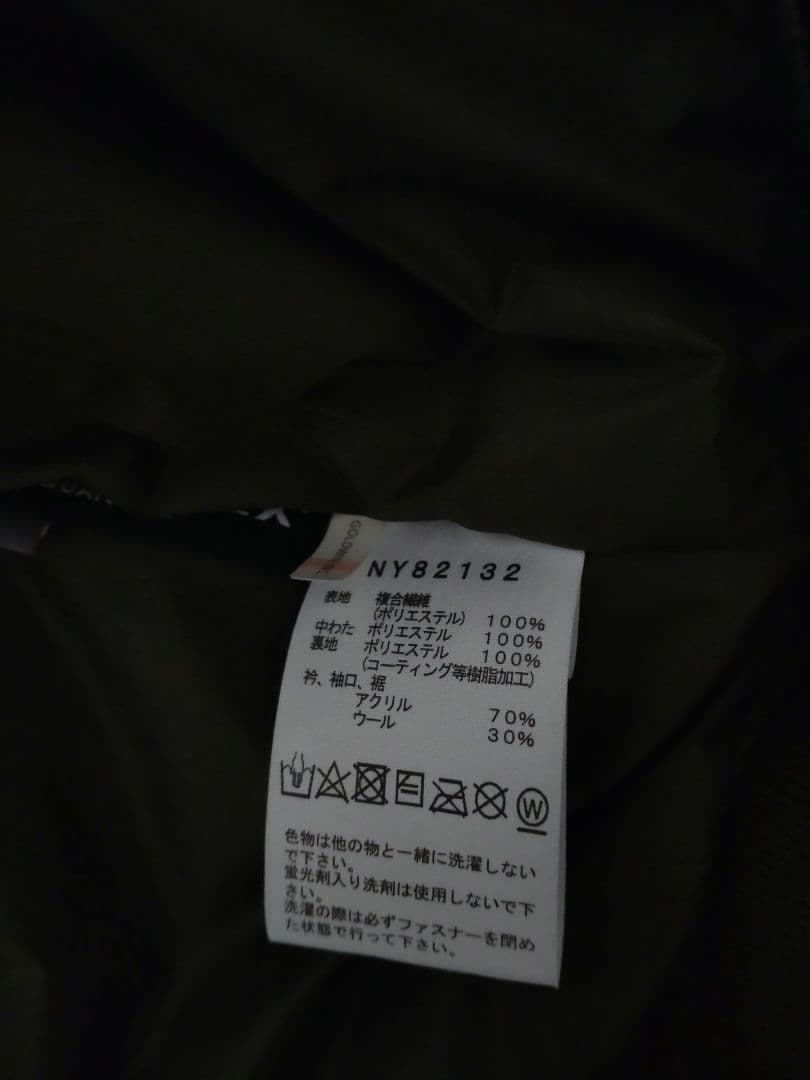 GOLDWIN
NY82132
表地 複合繊維
(ポリエステル) 100%
中わた ポリエステル 100%
裏地 ポリエステル 100%
(コーティング等樹脂加工)
衿、袖口、裾
アクリル 70%
ウール 30%
W
色物は他の物と一緒に洗濯しない
で下さい。
蛍光剤入り洗剤は使用しないで下
さい。
洗濯の際は必ずファスナーを閉め
た状態で行って下さい。